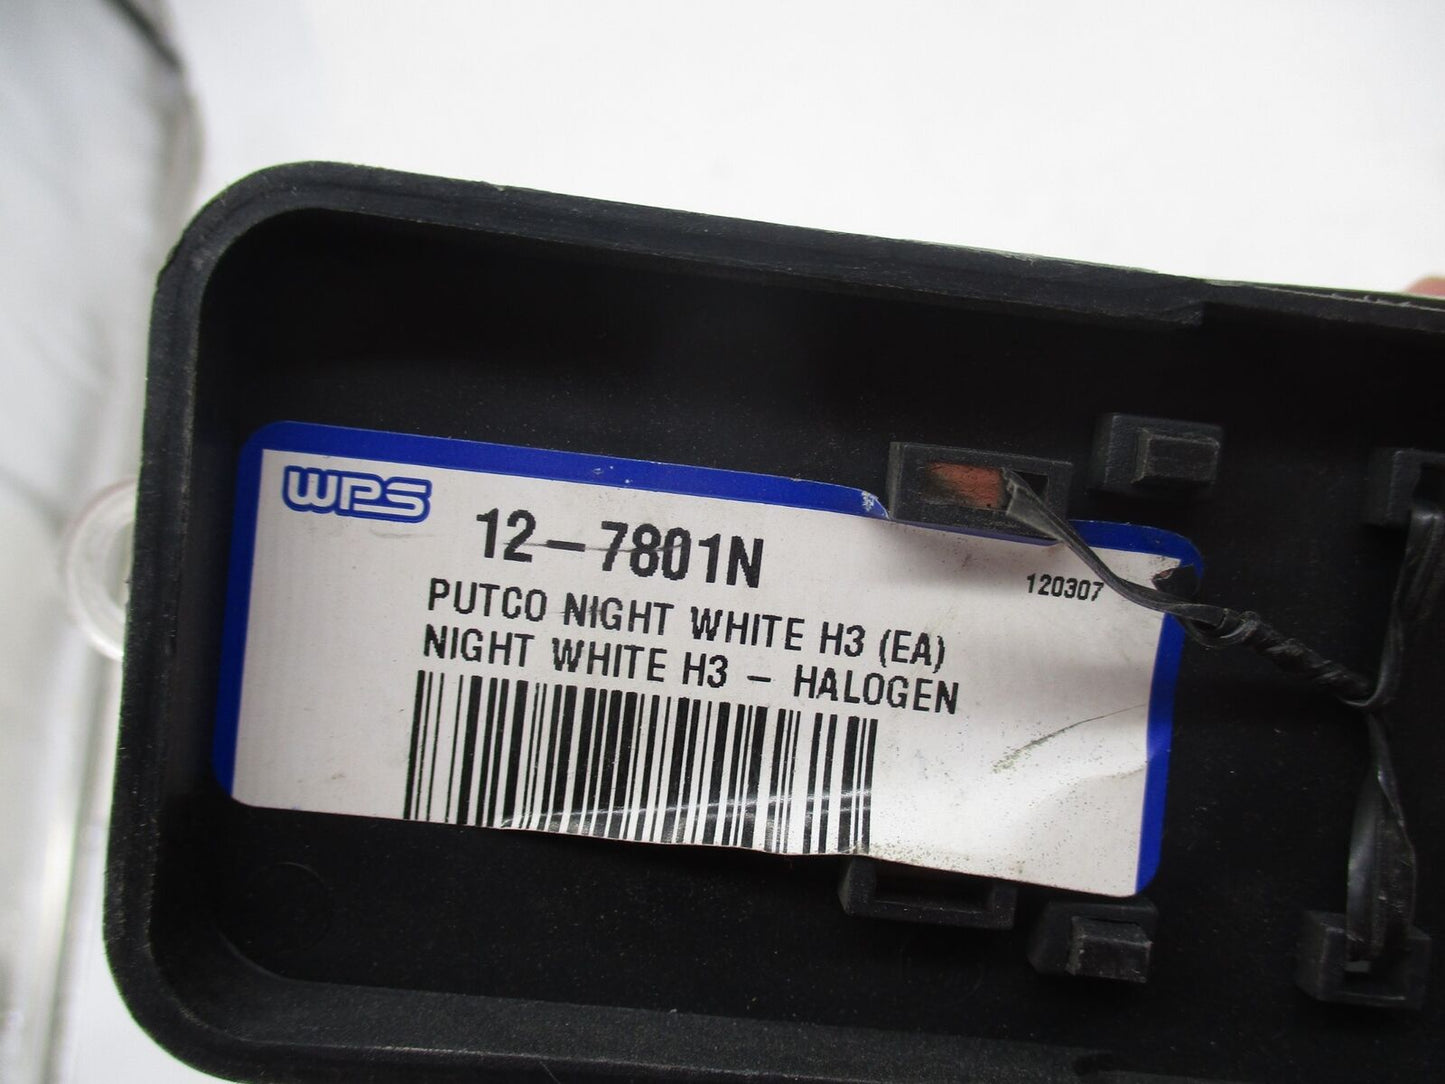 WPS
12-7801N
120307
PUTCO NIGHT WHITE H3 (EA)
NIGHT WHITE H3 - HALOGEN